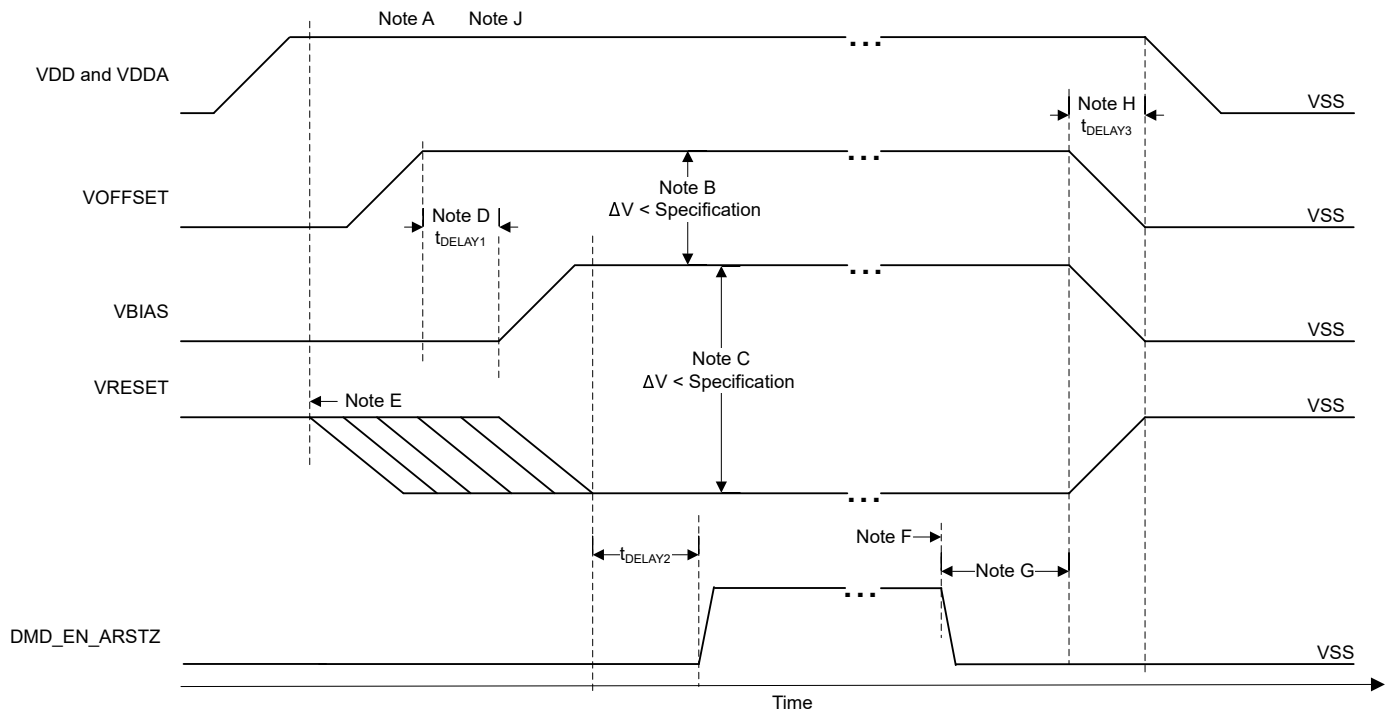 Note A
Note J
VDD and VDDA
...
Note H
tDELAY3
VSS
VOFFSET
...
Note B
ΔV < Specification
Note D
tDELAY1
VSS
VBIAS
...
VSS
Note C
ΔV < Specification
VRESET
Note E
VSS
...
Note F
tDELAY2
Note G
...
DMD_EN_ARSTZ
VSS
Time